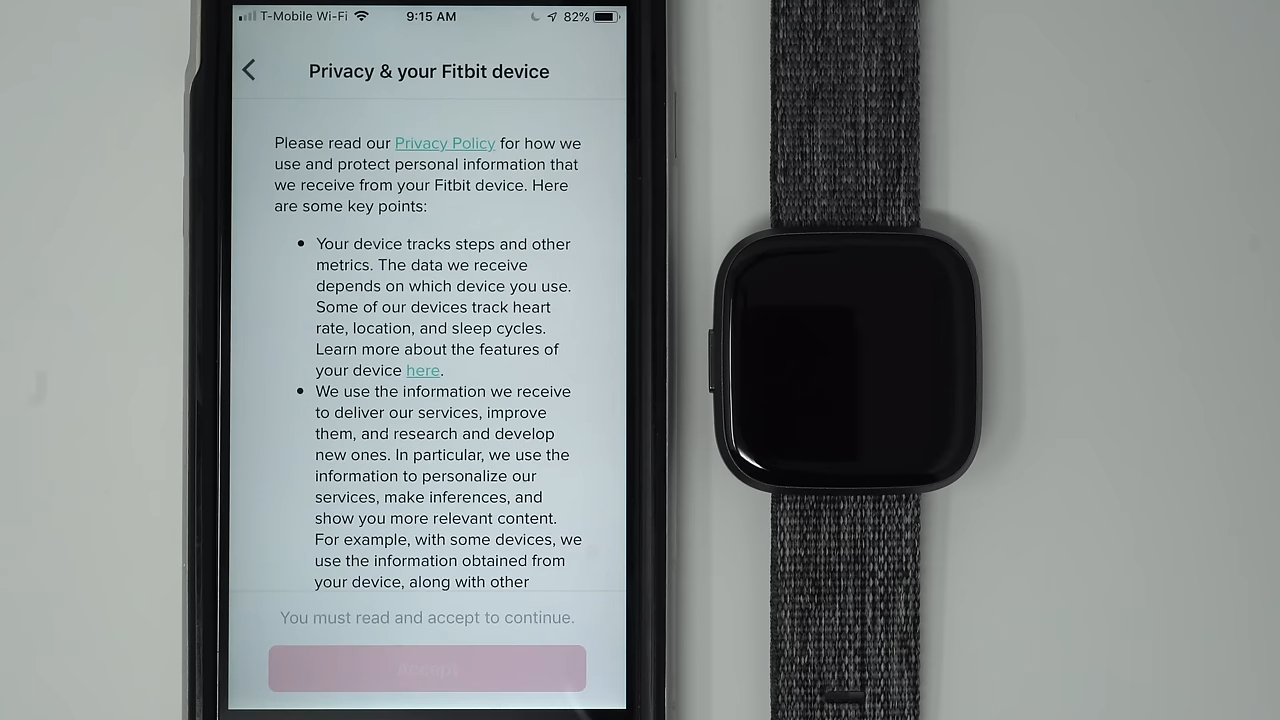 T-Mobile Wi-Fi 9:15 AM 82%
Privacy & your Fitbit device
Please read our Privacy Policy for how we
use and protect personal information that
we receive from your Fitbit device. Here
are some key points:
• Your device tracks steps and other
metrics. The data we receive
depends on which device you use.
Some of our devices track heart
rate, location, and sleep cycles.
Learn more about the features of
your device here.
• We use the information we receive
to deliver our services, improve
them, and research and develop
new ones. In particular, we use the
information to personalize our
services, make inferences, and
show you more relevant content.
For example, with some devices, we
use the information obtained from
your device, along with other
You must read and accept to continue.
Accept